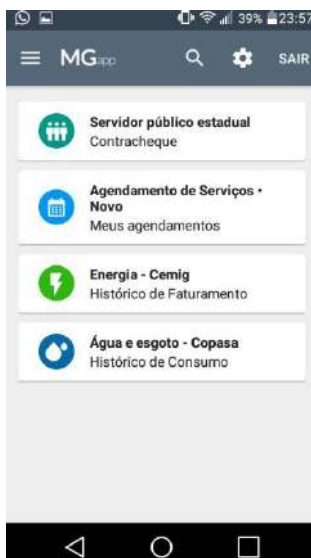 39% 23:57
MGapp SAIR
Servidor público estadual
Contracheque
Agendamento de Serviços •
Novo
Meus agendamentos
Energia - Cemig
Histórico de Faturamento
Água e esgoto - Copasa
Histórico de Consumo